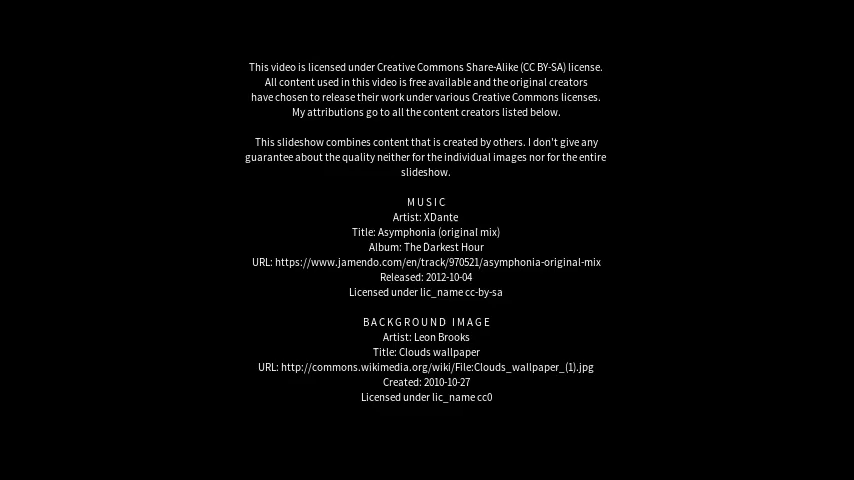 This video is licensed under Creative Commons Share-Alike (CC BY-SA) license.
All content used in this video is free available and the original creators
have chosen to release their work under various Creative Commons licenses.
My attributions go to all the content creators listed below.
This slideshow combines content that is created by others. I don't give any
guarantee about the quality neither for the individual images nor for the entire
slideshow.
MUSIC
Artist: XDante
Title: Asymphonia (original mix)
Album: The Darkest Hour
URL: https://www.jamendo.com/en/track/970521/asymphonia-original-mix
Released: 2012-10-04
Licensed under lic_name cc-by-sa
BACKGROUND IMAGE
Artist: Leon Brooks
Title: Clouds wallpaper
URL: http://commons.wikimedia.org/wiki/File:Clouds_wallpaper_(1).jpg
Created: 2010-10-27
Licensed under lic_name cc0